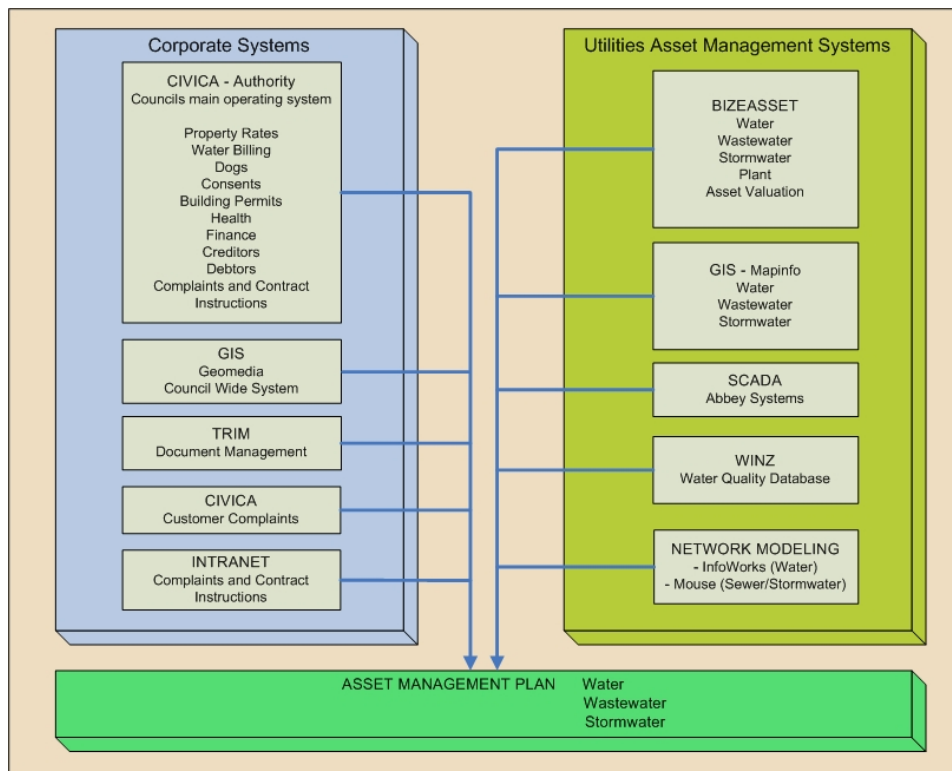 Corporate Systems
CIVICA - Authority
Councils main operating system
Property Rates
Water Billing
Dogs
Consents
Building Permits
Health
Finance
Creditors
Debtors
Complaints and Contract
Instructions
GIS
Geomedia
Council Wide System
TRIM
Document Management
CIVICA
Customer Complaints
INTRANET
Complaints and Contract
Instructions
Utilities Asset Management Systems
BIZEASSET
Water
Wastewater
Stormwater
Plant
Asset Valuation
GIS - Mapinfo
Water
Wastewater
Stormwater
SCADA
Abbey Systems
WINZ
Water Quality Database
NETWORK MODELING
- InfoWorks (Water)
- Mouse (Sewer/Stormwater)
ASSET MANAGEMENT PLAN Water
Wastewater
Stormwater